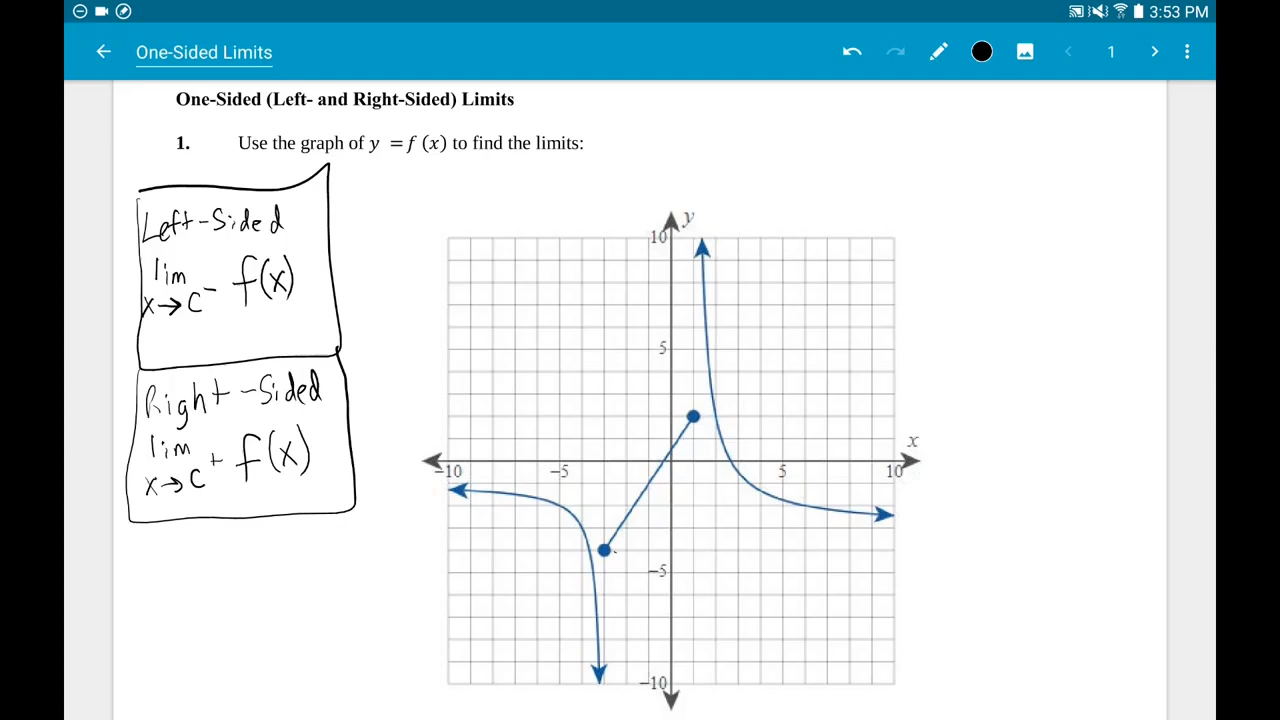 3:53 PM
One-Sided Limits
1
One-Sided (Left- and Right-Sided) Limits
1. Use the graph of y = f (x) to find the limits:
Left-Sided
lim f(x)
x→c⁻
Right-Sided
lim f(x)
x→c⁺
y
10
5
x
-10 -5 5 10
-5
-10